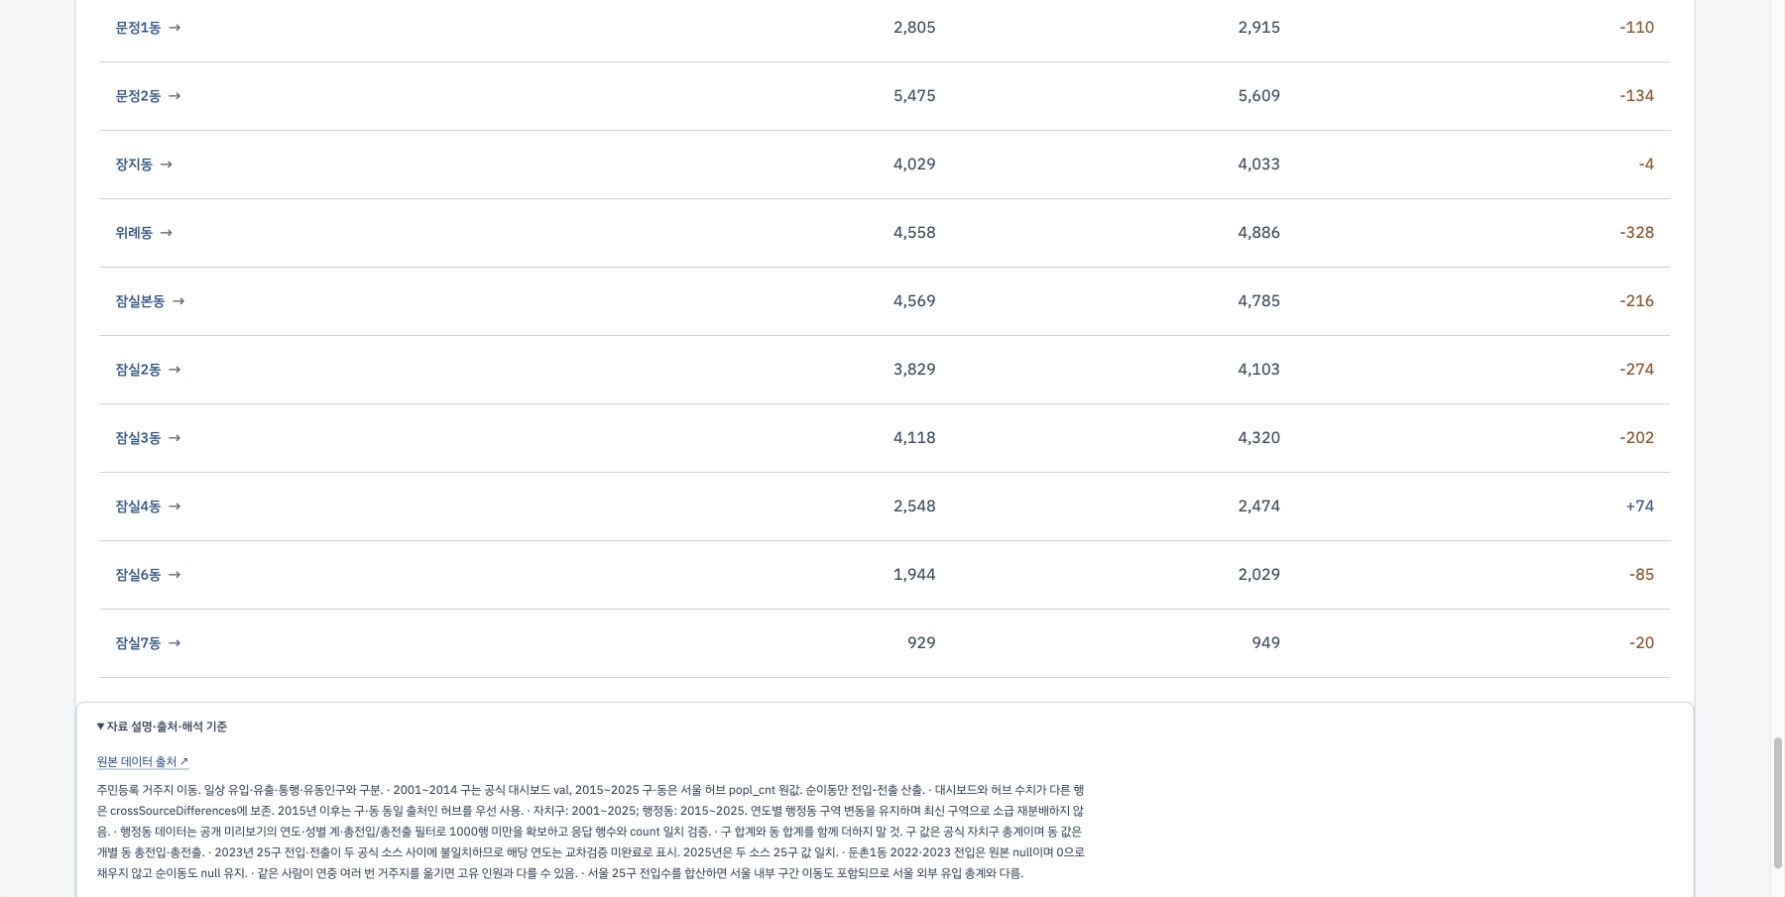 문정1동 → 2,805 2,915 -110
문정2동 → 5,475 5,609 -134
장지동 → 4,029 4,033 -4
위례동 → 4,558 4,886 -328
잠실본동 → 4,569 4,785 -216
잠실2동 → 3,829 4,103 -274
잠실3동 → 4,118 4,320 -202
잠실4동 → 2,548 2,474 +74
잠실6동 → 1,944 2,029 -85
잠실7동 → 929 949 -20
▼ 자료 설명·출처·해석 기준
원본 데이터 출처 ↗
주민등록 거주지 이동. 일상 유입·유출·통행·유동인구와 구분. · 2001~2014 구는 공식 대시보드 val, 2015~2025 구·동은 서울 허브 popl_cnt 원값. 순이동만 전입-전출 산출. · 대시보드와 허브 수치가 다른 행
은 crossSourceDifferences에 보존. 2015년 이후는 구·동 동일 출처인 허브를 우선 사용. · 자치구: 2001~2025; 행정동: 2015~2025. 연도별 행정동 구역 변동을 유지하며 최신 구역으로 소급 재분배하지 않
음. · 행정동 데이터는 공개 미리보기의 연도·성별 계·총전입/총전출 필터로 1000행 미만을 확보하고 응답 행수와 count 일치 검증. · 구 합계와 동 합계를 함께 더하지 말 것. 구 값은 공식 자치구 총계이며 동 값은
개별 동 총전입·총전출. · 2023년 25구 전입·전출이 두 공식 소스 사이에 불일치하므로 해당 연도는 교차검증 미완료로 표시. 2025년은 두 소스 25구 값 일치. · 둔촌1동 2022·2023 전입은 원본 null이며 0으로
채우지 않고 순이동도 null 유지. · 같은 사람이 연중 여러 번 거주지를 옮기면 고유 인원과 다를 수 있음. · 서울 25구 전입수를 합산하면 서울 내부 구간 이동도 포함되므로 서울 외부 유입 총계와 다름.